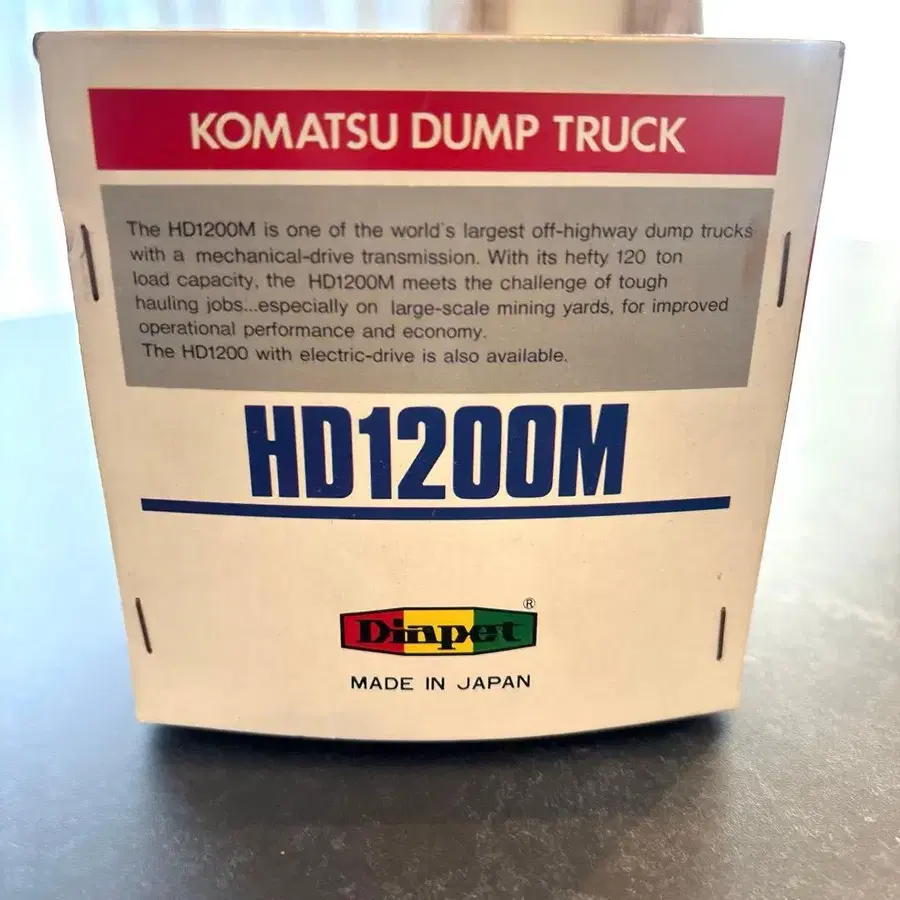 KOMATSU DUMP TRUCK
The HD1200M is one of the world's largest off-highway dump trucks
with a mechanical-drive transmission. With its hefty 120 ton
load capacity, the HD1200M meets the challenge of tough
hauling jobs...especially on large-scale mining yards, for improved
operational performance and economy.
The HD1200 with electric-drive is also available.
HD1200M
Dinpet ®
MADE IN JAPAN